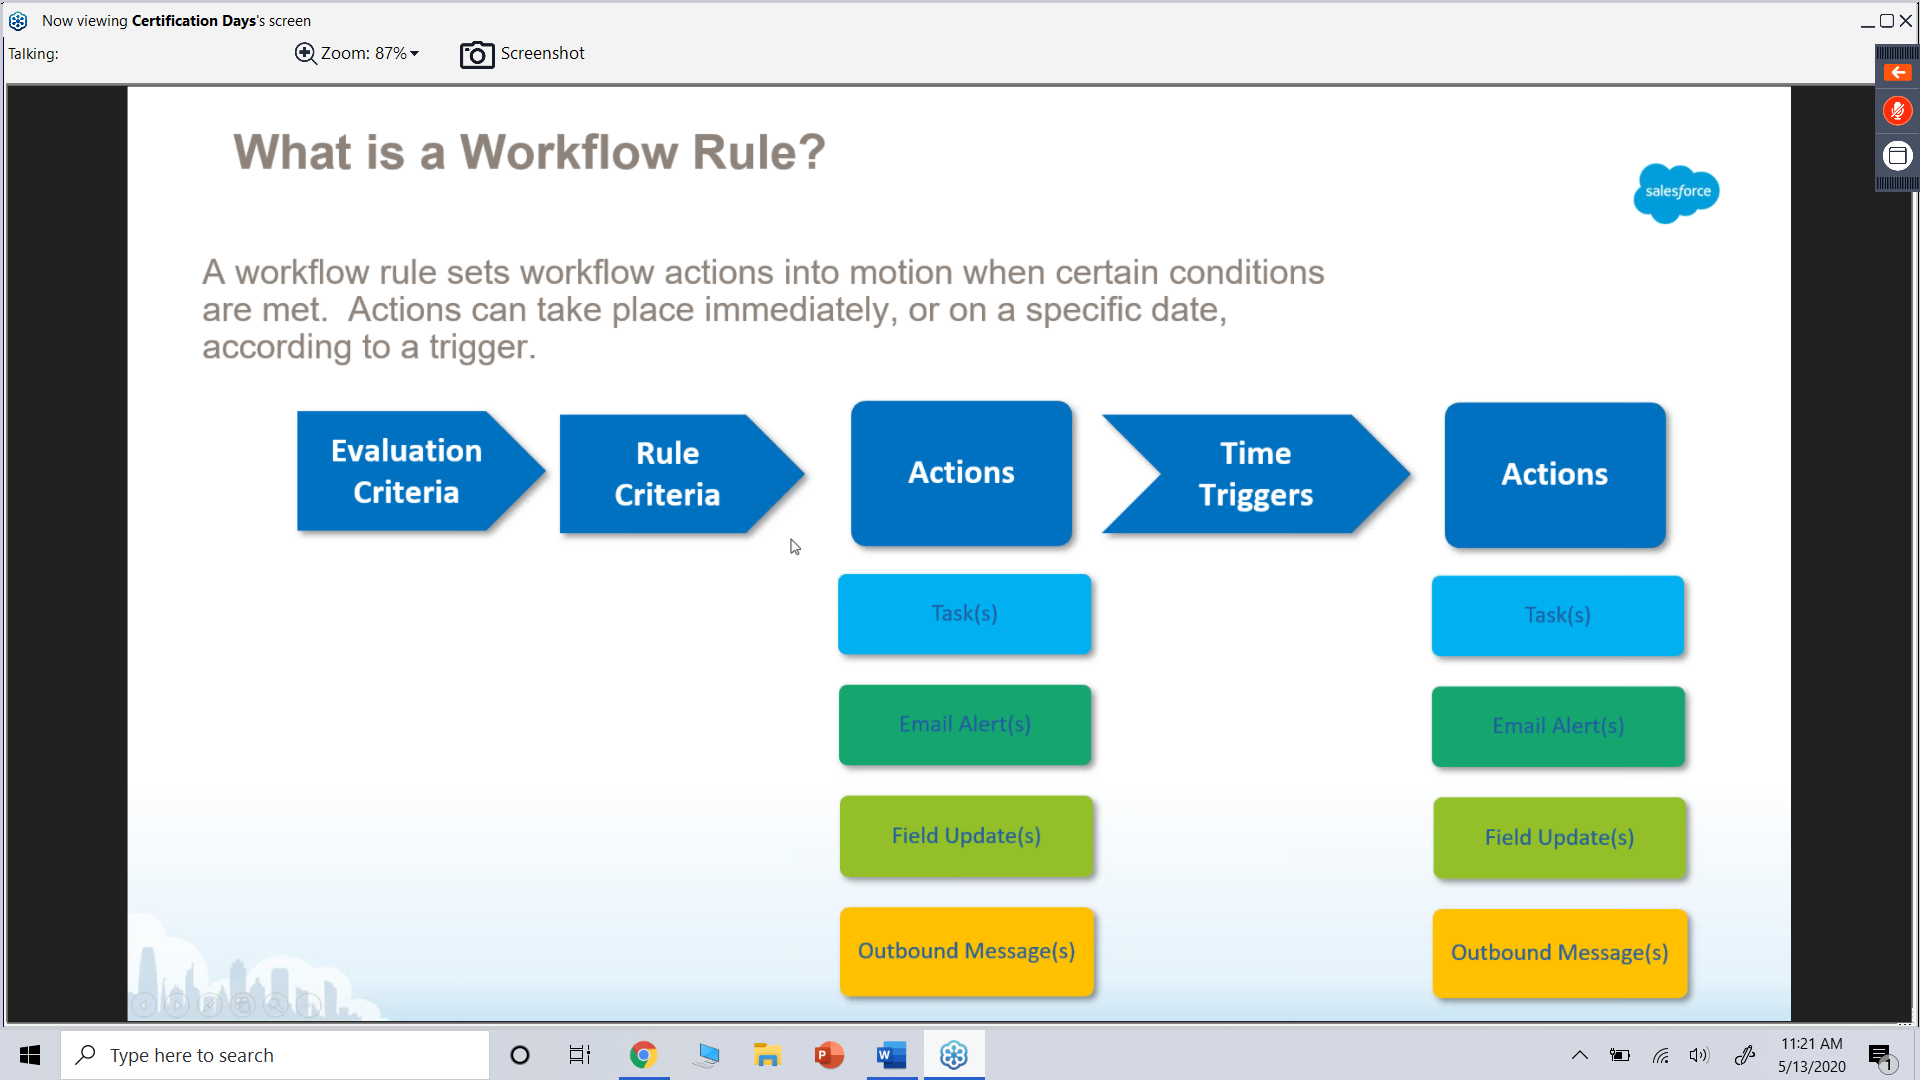 Now viewing Certification Days's screen
Talking:
Zoom: 87%
Screenshot
What is a Workflow Rule?
salesforce
A workflow rule sets workflow actions into motion when certain conditions
are met.  Actions can take place immediately, or on a specific date,
according to a trigger.
Evaluation
Criteria
Rule
Criteria
Actions
Time
Triggers
Actions
Task(s)
Task(s)
Email Alert(s)
Email Alert(s)
Field Update(s)
Field Update(s)
Outbound Message(s)
Outbound Message(s)
Type here to search
P
W
11:21 AM
5/13/2020
1